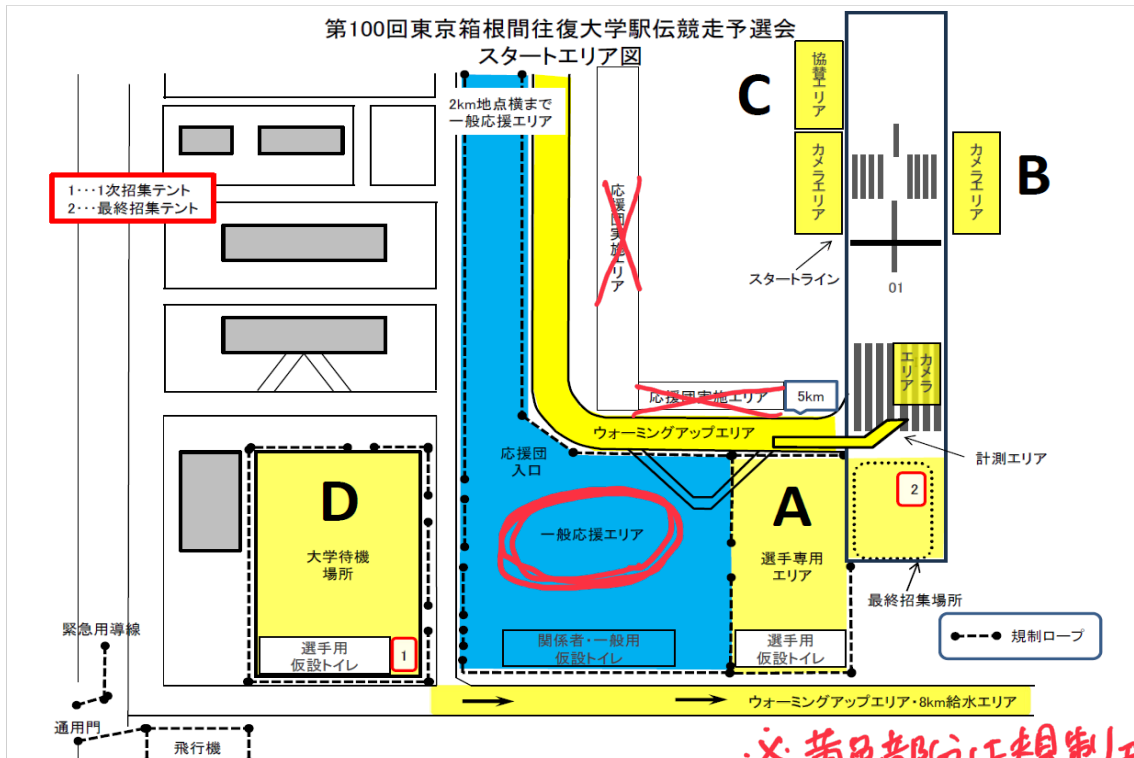 第100回東京箱根間往復大学駅伝競走予選会
スタートエリア図
協賛エリア
C
2km地点横まで
一般応援エリア
カメラエリア
カメラエリア
B
1・・・1次招集テント
2・・・最終招集テント
応援団実施エリア
スタートライン
01
カメラ
エリア
応援団実施エリア
5km
ウォーミングアップエリア
応援団
入口
計測エリア
2
D
A
一般応援エリア
大学待機
場所
選手専用
エリア
最終招集場所
緊急用導線
規制ロープ
選手用
仮設トイレ
1
関係者・一般用
仮設トイレ
選手用
仮設トイレ
ウォーミングアップエリア・8km給水エリア
通用門
飛行機
※黄色部分は規制